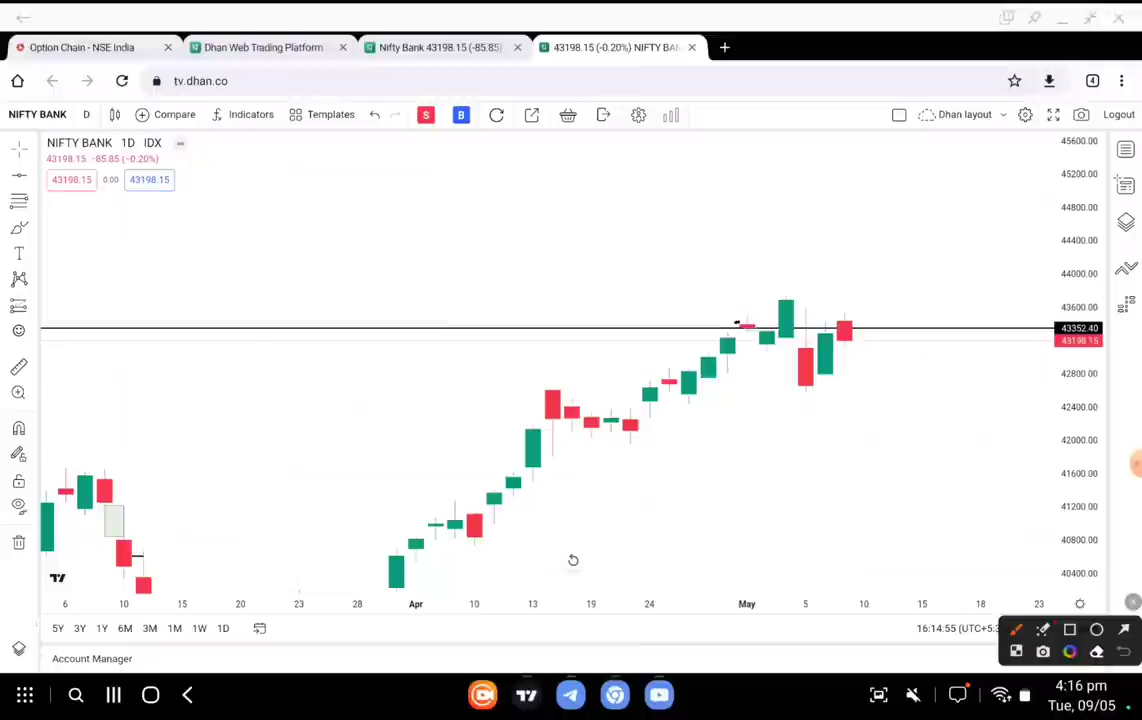 Option Chain - NSE India
Dhan Web Trading Platform
Nifty Bank 43198.15 (-85.85)
43198.15 (-0.20%) NIFTY BAN
tv.dhan.co
4
NIFTY BANK
D
Compare
Indicators
Templates
S
B
Dhan layout
Logout
NIFTY BANK 1D IDX
43198.15 -85.85 (-0.20%)
43198.15
0.00
43198.15
45600.00
45200.00
44800.00
44400.00
44000.00
43600.00
43352.40
43198.15
42800.00
42400.00
42000.00
41600.00
41200.00
40800.00
40400.00
6
10
15
20
23
28
Apr
10
13
19
24
May
5
10
15
18
23
5Y
3Y
1Y
6M
3M
1M
1W
1D
16:14:55 (UTC+5:3
Account Manager
4:16 pm
Tue, 09/05